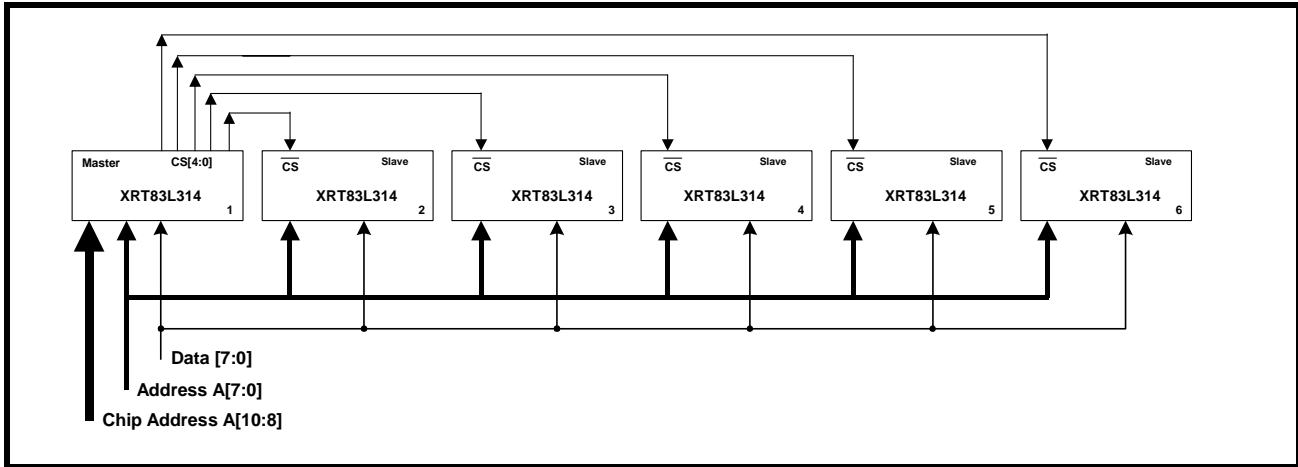 Master CS[4:0]
XRT83L314
1
CS Slave
XRT83L314
2
CS Slave
XRT83L314
3
CS Slave
XRT83L314
4
CS Slave
XRT83L314
5
CS Slave
XRT83L314
6
Data [7:0]
Address A[7:0]
Chip Address A[10:8]